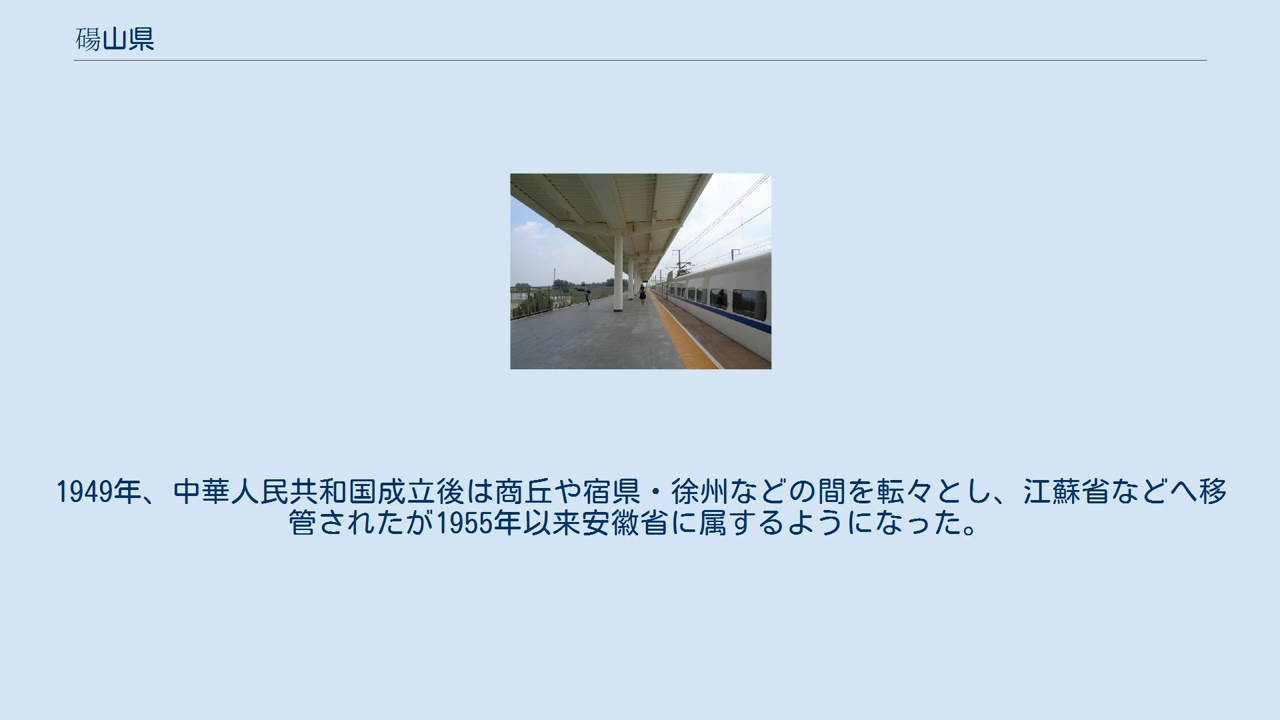 碭山県
1949年、中華人民共和国成立後は商丘や宿県・徐州などの間を転々とし、江蘇省などへ移
管されたが1955年以来安徽省に属するようになった。